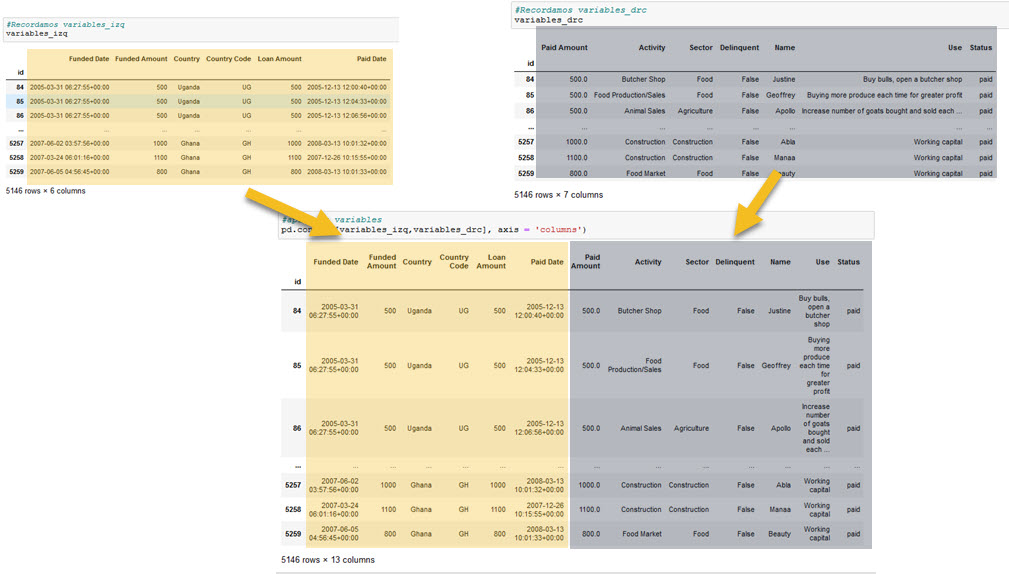 #Recordamos variables_izq
variables_izq
Funded Date Funded Amount Country Country Code Loan Amount Paid Date
id
84 2005-03-31 06:27:55+00:00 500 Uganda UG 500 2005-12-13 12:00:40+00:00
85 2005-03-31 06:27:55+00:00 500 Uganda UG 500 2005-12-13 12:04:33+00:00
86 2005-03-31 06:27:55+00:00 500 Uganda UG 500 2005-12-13 12:06:56+00:00
... ... ... ... ... ... ...
5257 2007-06-02 03:57:56+00:00 1000 Ghana GH 1000 2008-03-13 10:01:32+00:00
5258 2007-03-24 06:01:16+00:00 1100 Ghana GH 1100 2007-12-26 10:15:55+00:00
5259 2007-06-05 04:56:45+00:00 800 Ghana GH 800 2008-03-13 10:01:33+00:00
5146 rows × 6 columns
#Recordamos variables_drc
variables_drc
Paid Amount Activity Sector Delinquent Name Use Status
id
84 500.0 Butcher Shop Food False Justine Buy bulls, open a butcher shop paid
85 500.0 Food Production/Sales Food False Geoffrey Buying more produce each time for greater profit paid
86 500.0 Animal Sales Agriculture False Apollo Increase number of goats bought and sold each ... paid
... ... ... ... ... ... ... ...
5257 1000.0 Construction Construction False Abla Working capital paid
5258 1100.0 Construction Construction False Manaa Working capital paid
5259 800.0 Food Market Food False eauty Working capital paid
5146 rows × 7 columns
variables
variables_izq,variables_drc], axis = 'columns')
Funded Date Funded Amount Country Country Code Loan Amount Paid Date Paid Amount Activity Sector Delinquent Name Use Status
id
84 2005-03-31 06:27:55+00:00 500 Uganda UG 500 2005-12-13 12:00:40+00:00 500.0 Butcher Shop Food False Justine Buy bulls, open a butcher shop paid
85 2005-03-31 06:27:55+00:00 500 Uganda UG 500 2005-12-13 12:04:33+00:00 500.0 Food Production/Sales Food False Geoffrey Buying more produce each time for greater profit paid
86 2005-03-31 06:27:55+00:00 500 Uganda UG 500 2005-12-13 12:06:56+00:00 500.0 Animal Sales Agriculture False Apollo Increase number of goats bought and sold each ... paid
... ... ... ... ... ... ... ... ... ... ... ... ... ...
5257 2007-06-02 03:57:56+00:00 1000 Ghana GH 1000 2008-03-13 10:01:32+00:00 1000.0 Construction Construction False Abla Working capital paid
5258 2007-03-24 06:01:16+00:00 1100 Ghana GH 1100 2007-12-26 10:15:55+00:00 1100.0 Construction Construction False Manaa Working capital paid
5259 2007-06-05 04:56:45+00:00 800 Ghana GH 800 2008-03-13 10:01:33+00:00 800.0 Food Market Food False Beauty Working capital paid
5146 rows × 13 columns